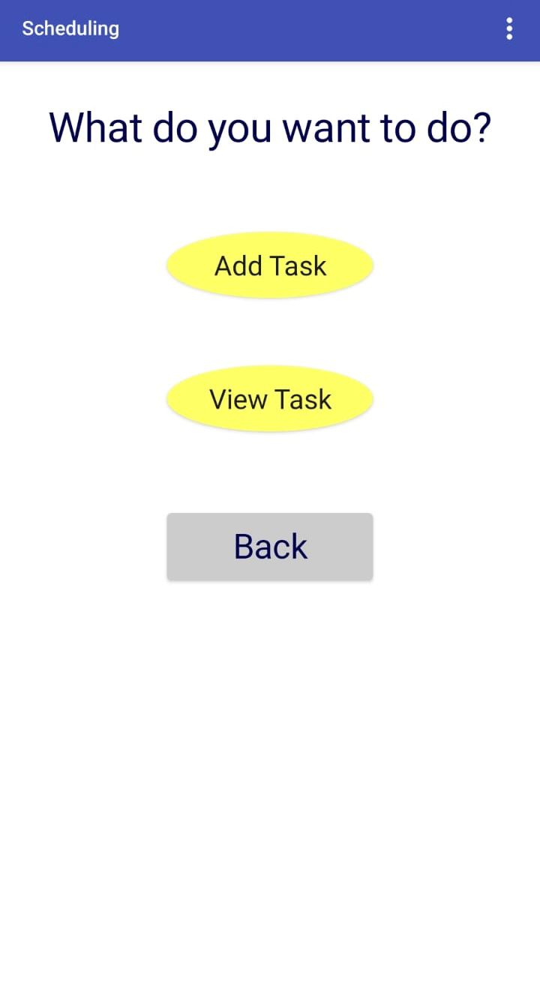 Scheduling
What do you want to do?
Add Task
View Task
Back